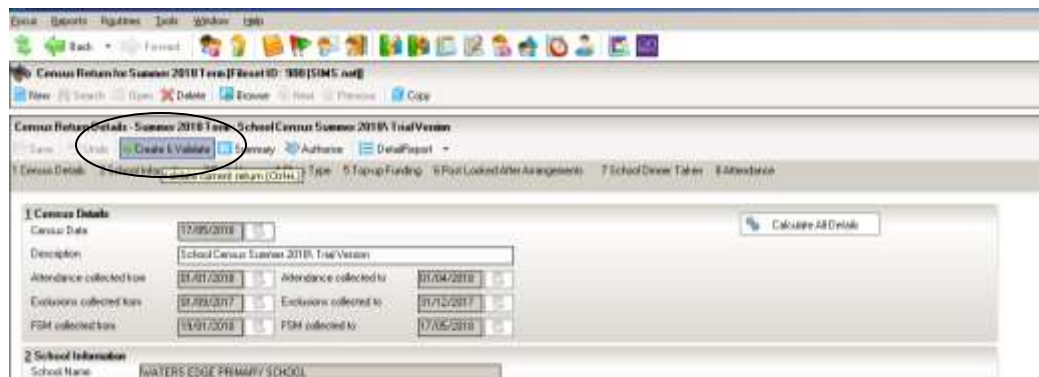 Focus Reports Routines Tools Window Help
Back Forward
Census Return for Summer 2018 Term [Fileset ID: 900 [SIMS .net]]
New Search Open Delete Browse Next Previous Copy
Census Return Details - Summer 2018 Term - School Census Summer 2018\ Trial Version
Save Undo Create & Validate Summary Authorise DetailReport
1 Census Details Type 5 Top-up Funding 6 Post Looked After Arrangements 7 School Dinner Taken 8 Attendance
current return (Ctrl+L)
1 Census Details
Calculate All Details
Census Date 17/05/2018
Description School Census Summer 2018\ Trial Version
Attendance collected from 01/01/2018 Attendance collected to 01/04/2018
Exclusions collected from 01/09/2017 Exclusions collected to 31/12/2017
FSM collected from 19/01/2018 FSM collected to 17/05/2018
2 School Information
School Name WATERS EDGE PRIMARY SCHOOL